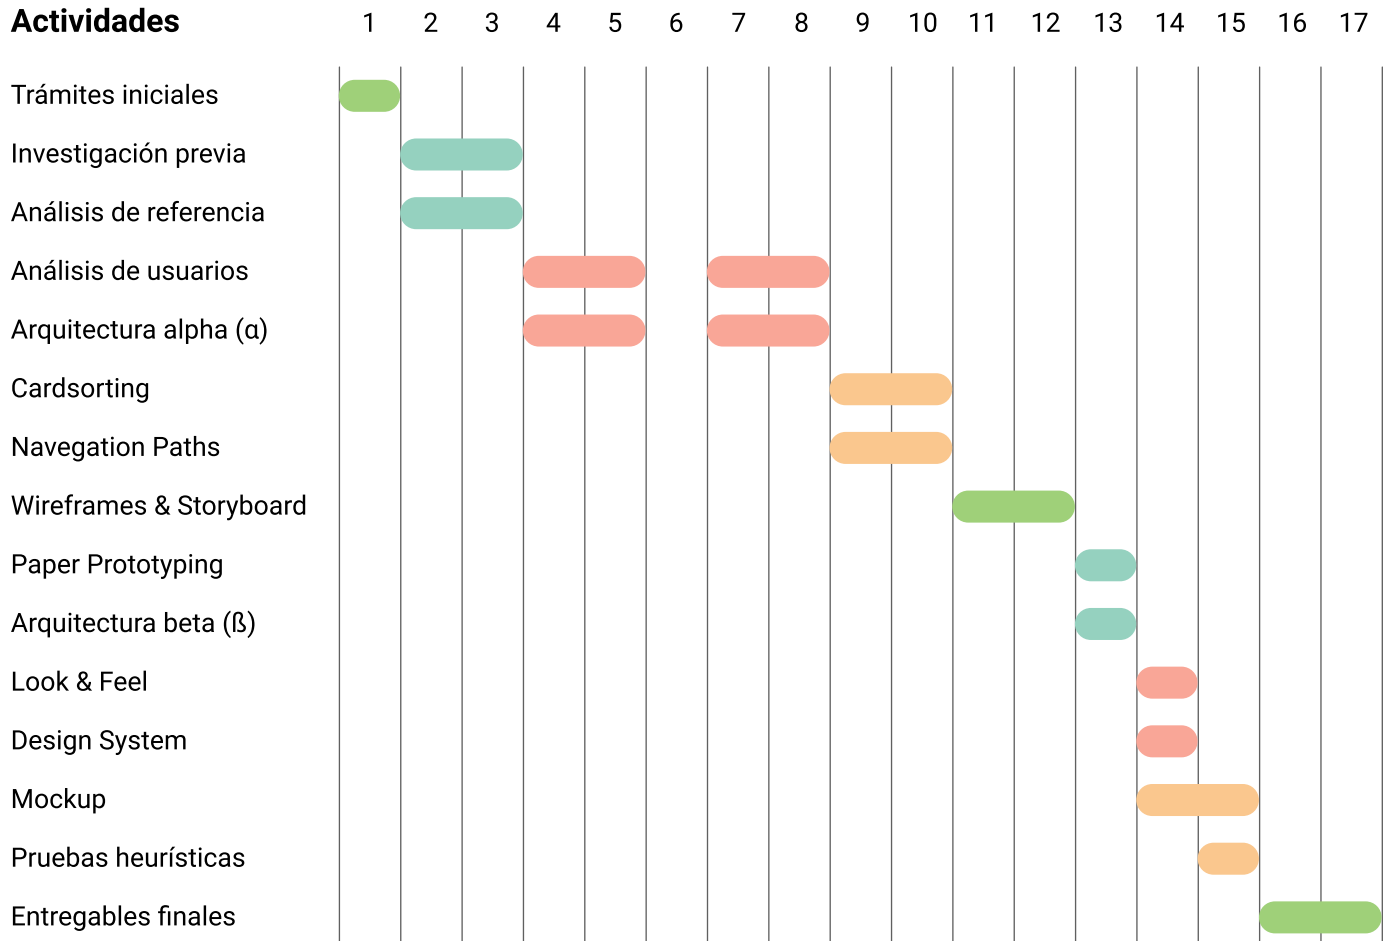 Actividades 1 2 3 4 5 6 7 8 9 10 11 12 13 14 15 16 17
Trámites iniciales
Investigación previa
Análisis de referencia
Análisis de usuarios
Arquitectura alpha (α)
Cardsorting
Navegation Paths
Wireframes & Storyboard
Paper Prototyping
Arquitectura beta (ß)
Look & Feel
Design System
Mockup
Pruebas heurísticas
Entregables finales